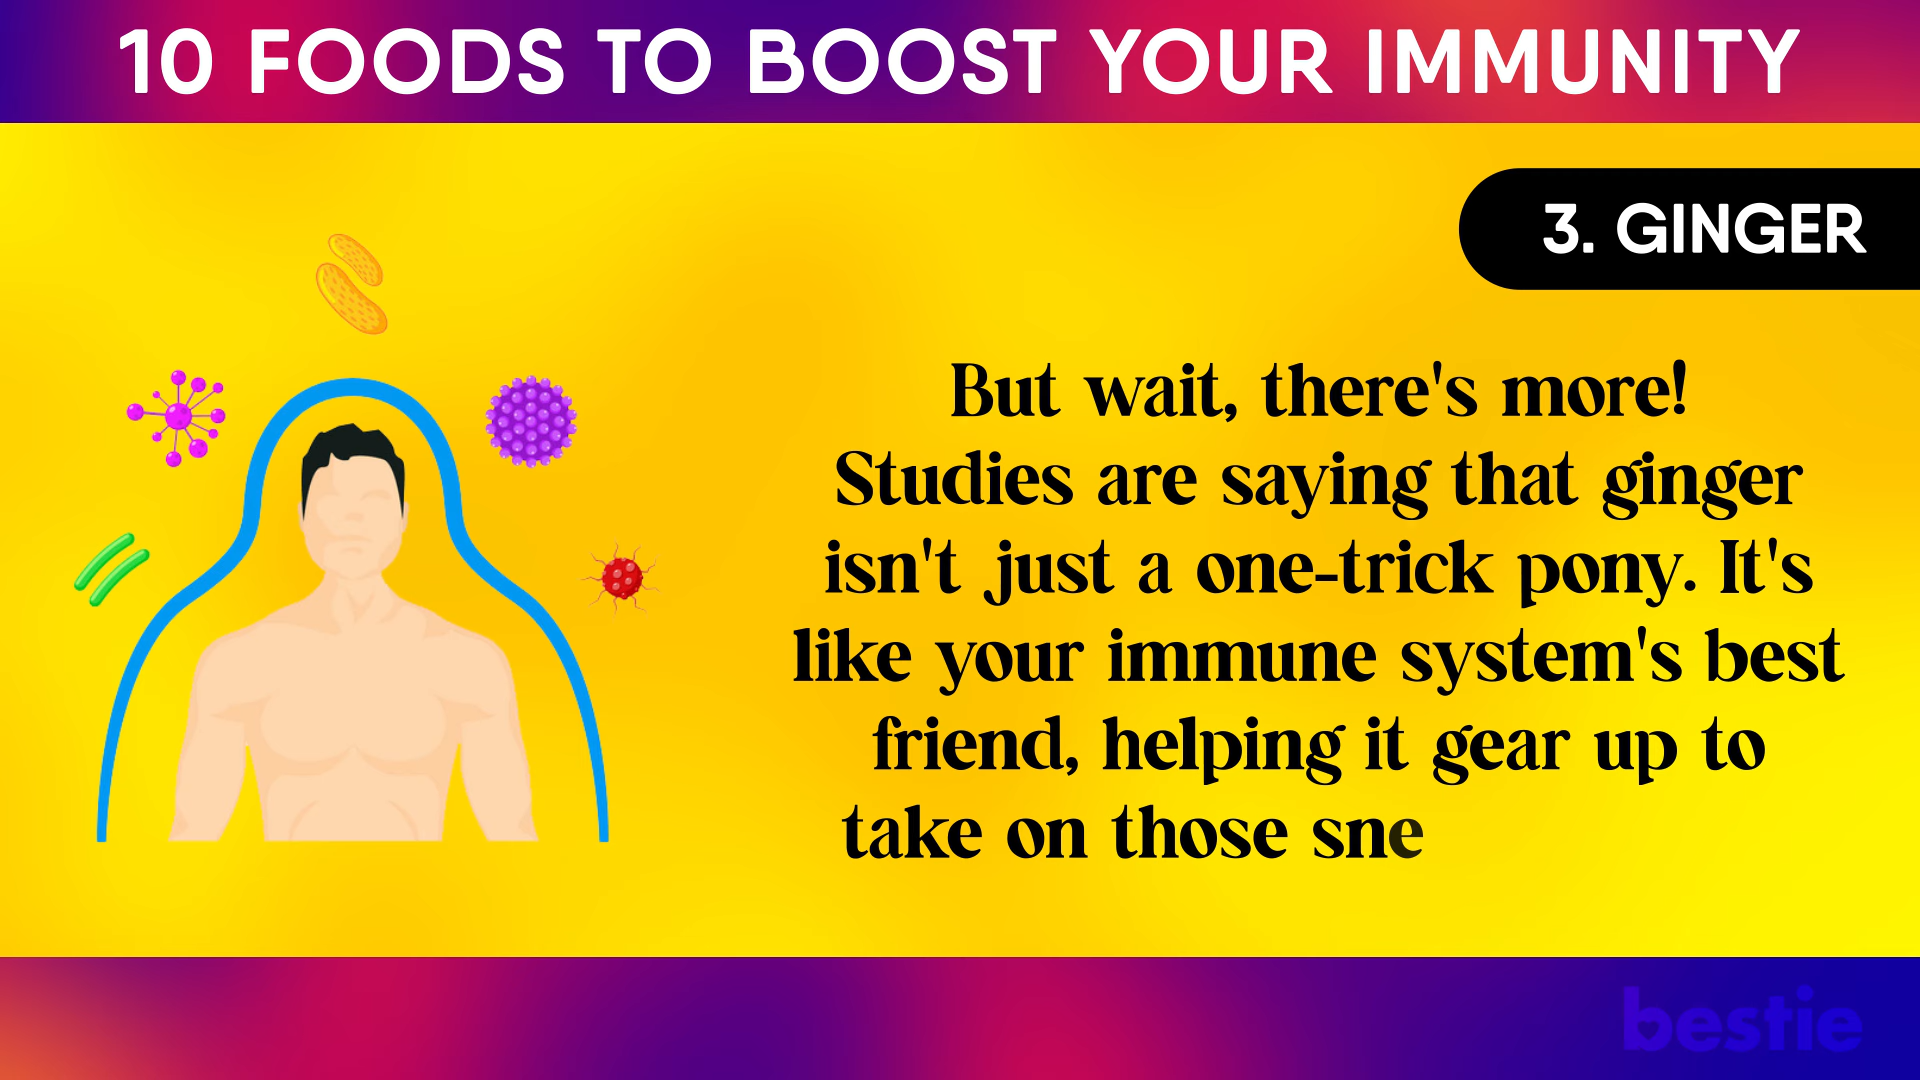 10 FOODS TO BOOST YOUR IMMUNITY
3. GINGER
But wait, there's more!
Studies are saying that ginger
isn't just a one-trick pony. It's
like your immune system's best
friend, helping it gear up to
take on those sne
bestie